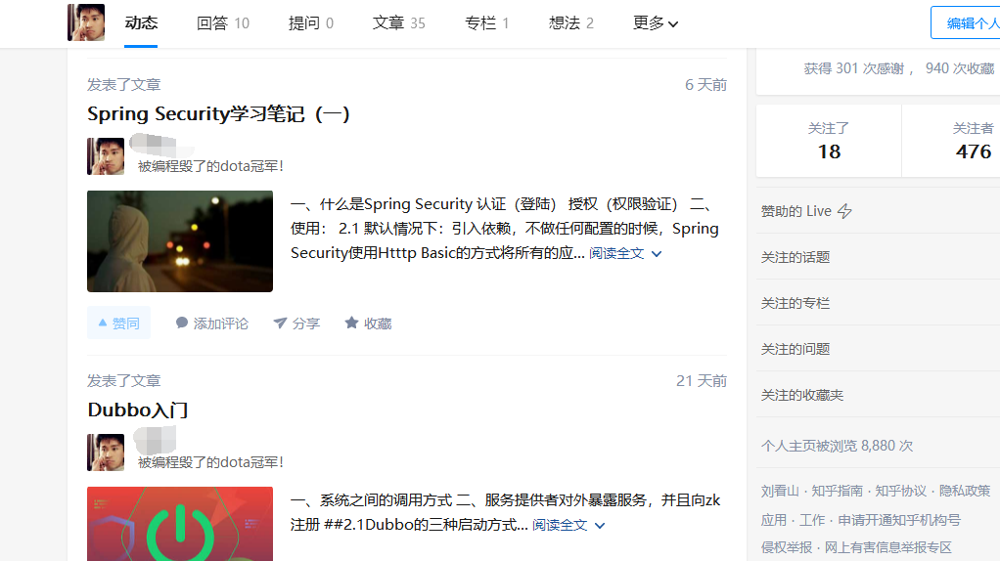 动态 回答 10 提问 0 文章 35 专栏 1 想法 2 更多
编辑个人
获得 301 次感谢 ， 940 次收藏
发表了文章 6 天前
Spring Security学习笔记（一）
被编程毁了的dota冠军！
一、什么是Spring Security 认证（登陆） 授权（权限验证） 二、
使用： 2.1 默认情况下：引入依赖，不做任何配置的时候，Spring
Security使用Htttp Basic的方式将所有的应... 阅读全文
赞同 添加评论 分享 收藏
发表了文章 21 天前
Dubbo入门
被编程毁了的dota冠军！
一、系统之间的调用方式 二、服务提供者对外暴露服务，并且向zk
注册 ##2.1Dubbo的三种启动方式... 阅读全文
关注了 关注者
18 476
赞助的 Live
关注的话题
关注的专栏
关注的问题
关注的收藏夹
个人主页被浏览 8,880 次
刘看山 · 知乎指南 · 知乎协议 · 隐私政策
应用 · 工作 · 申请开通知乎机构号
侵权举报 · 网上有害信息举报专区